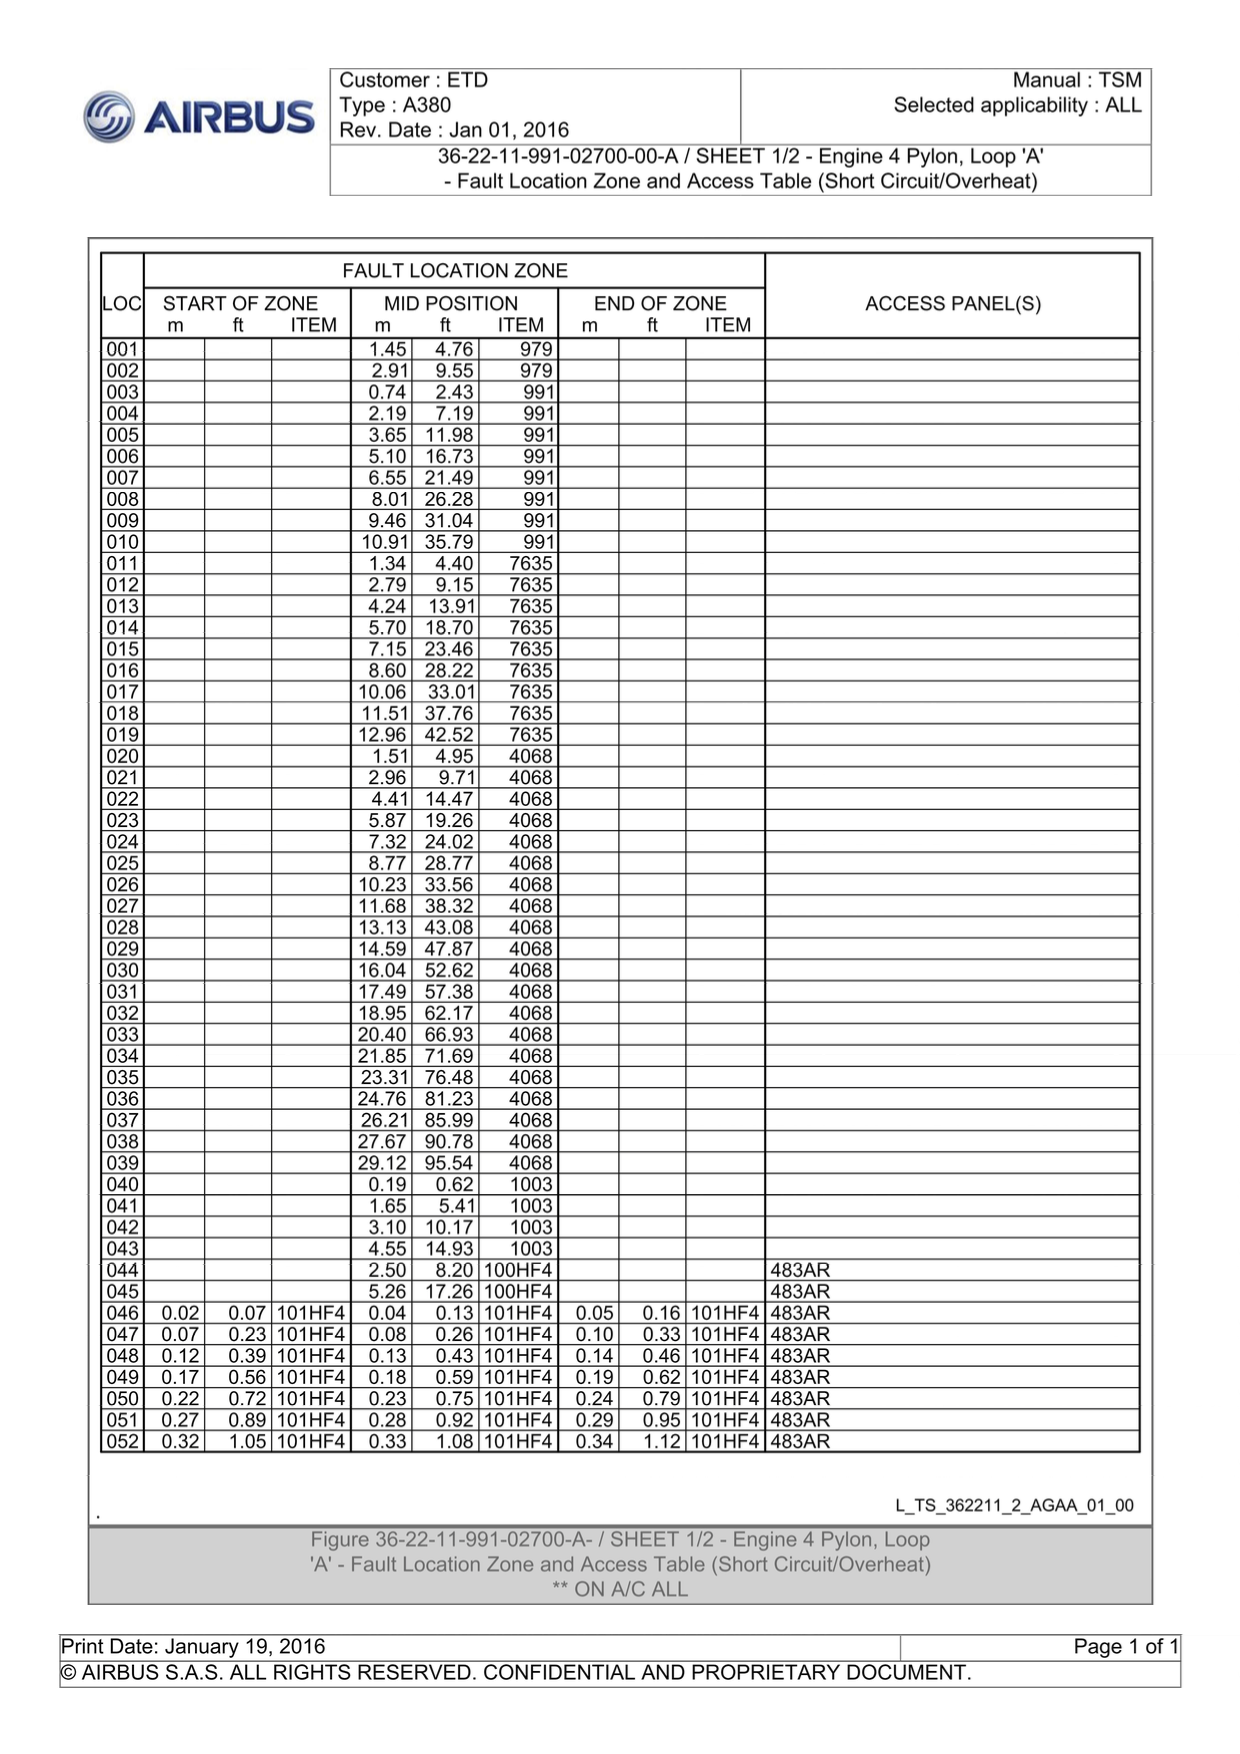 AIRBUS
Customer : ETD
Type : A380
Rev. Date : Jan 01, 2016
Manual : TSM
Selected applicability : ALL
36-22-11-991-02700-00-A / SHEET 1/2 - Engine 4 Pylon, Loop 'A'
- Fault Location Zone and Access Table (Short Circuit/Overheat)
FAULT LOCATION ZONE
LOC START OF ZONE MID POSITION END OF ZONE ACCESS PANEL(S)
m ft ITEM m ft ITEM m ft ITEM
001 1.45 4.76 979
002 2.91 9.55 979
003 0.74 2.43 991
004 2.19 7.19 991
005 3.65 11.98 991
006 5.10 16.73 991
007 6.55 21.49 991
008 8.01 26.28 991
009 9.46 31.04 991
010 10.91 35.79 991
011 1.34 4.40 7635
012 2.79 9.15 7635
013 4.24 13.91 7635
014 5.70 18.70 7635
015 7.15 23.46 7635
016 8.60 28.22 7635
017 10.06 33.01 7635
018 11.51 37.76 7635
019 12.96 42.52 7635
020 1.51 4.95 4068
021 2.96 9.71 4068
022 4.41 14.47 4068
023 5.87 19.26 4068
024 7.32 24.02 4068
025 8.77 28.77 4068
026 10.23 33.56 4068
027 11.68 38.32 4068
028 13.13 43.08 4068
029 14.59 47.87 4068
030 16.04 52.62 4068
031 17.49 57.38 4068
032 18.95 62.17 4068
033 20.40 66.93 4068
034 21.85 71.69 4068
035 23.31 76.48 4068
036 24.76 81.23 4068
037 26.21 85.99 4068
038 27.67 90.78 4068
039 29.12 95.54 4068
040 0.19 0.62 1003
041 1.65 5.41 1003
042 3.10 10.17 1003
043 4.55 14.93 1003
044 2.50 8.20 100HF4 483AR
045 5.26 17.26 100HF4 483AR
046 0.02 0.07 101HF4 0.04 0.13 101HF4 0.05 0.16 101HF4 483AR
047 0.07 0.23 101HF4 0.08 0.26 101HF4 0.10 0.33 101HF4 483AR
048 0.12 0.39 101HF4 0.13 0.43 101HF4 0.14 0.46 101HF4 483AR
049 0.17 0.56 101HF4 0.18 0.59 101HF4 0.19 0.62 101HF4 483AR
050 0.22 0.72 101HF4 0.23 0.75 101HF4 0.24 0.79 101HF4 483AR
051 0.27 0.89 101HF4 0.28 0.92 101HF4 0.29 0.95 101HF4 483AR
052 0.32 1.05 101HF4 0.33 1.08 101HF4 0.34 1.12 101HF4 483AR
. L_TS_362211_2_AGAA_01_00
Figure 36-22-11-991-02700-A- / SHEET 1/2 - Engine 4 Pylon, Loop
'A' - Fault Location Zone and Access Table (Short Circuit/Overheat)
** ON A/C ALL
Print Date: January 19, 2016 Page 1 of 1
© AIRBUS S.A.S. ALL RIGHTS RESERVED. CONFIDENTIAL AND PROPRIETARY DOCUMENT.